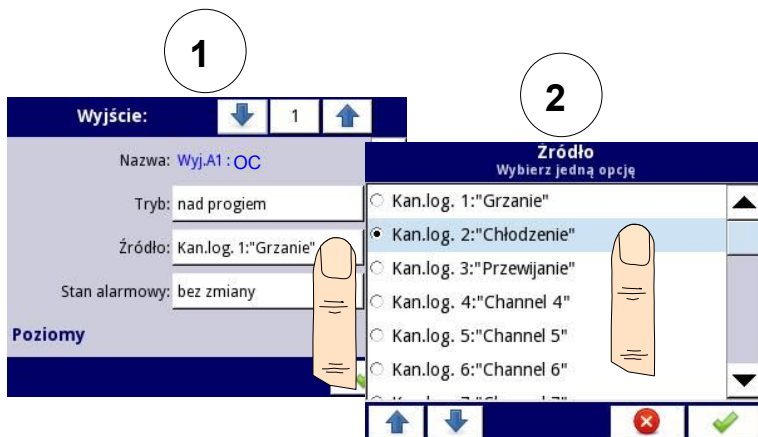 1
Wyjście:
1
Nazwa: Wyj.A1 : OC
Tryb: nad progiem
Źródło: Kan.log. 1:"Grzanie"
Stan alarmowy: bez zmiany
Poziomy
2
Źródło
Wybierz jedną opcję
Kan.log. 1:"Grzanie"
Kan.log. 2:"Chłodzenie"
Kan.log. 3:"Przewijanie"
Kan.log. 4:"Channel 4"
Kan.log. 5:"Channel 5"
Kan.log. 6:"Channel 6"